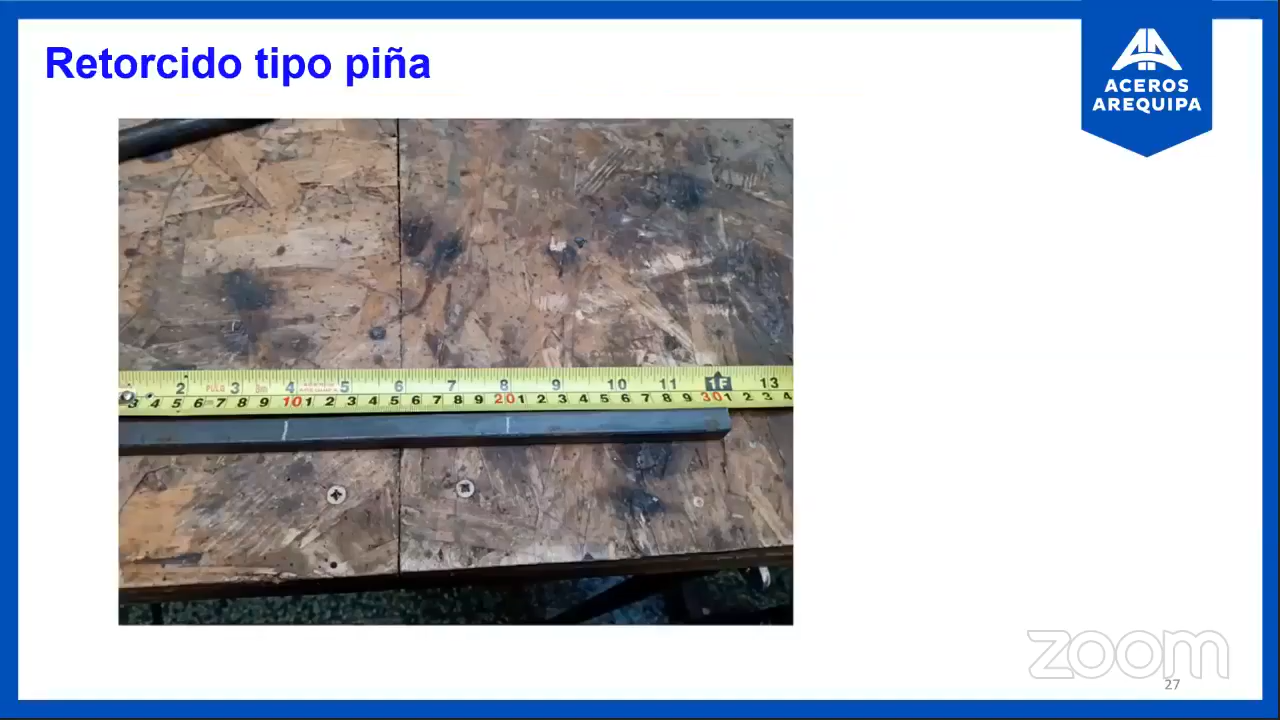 Retorcido tipo piña
ACEROS
AREQUIPA
2 PULG 3 4 5 6 7 8 9 10 11 1F 13
3 4 5 6 7 8 9 10 1 2 3 4 5 6 7 8 9 20 1 2 3 4 5 6 7 8 9 30 1 2 3 4
zoom
27